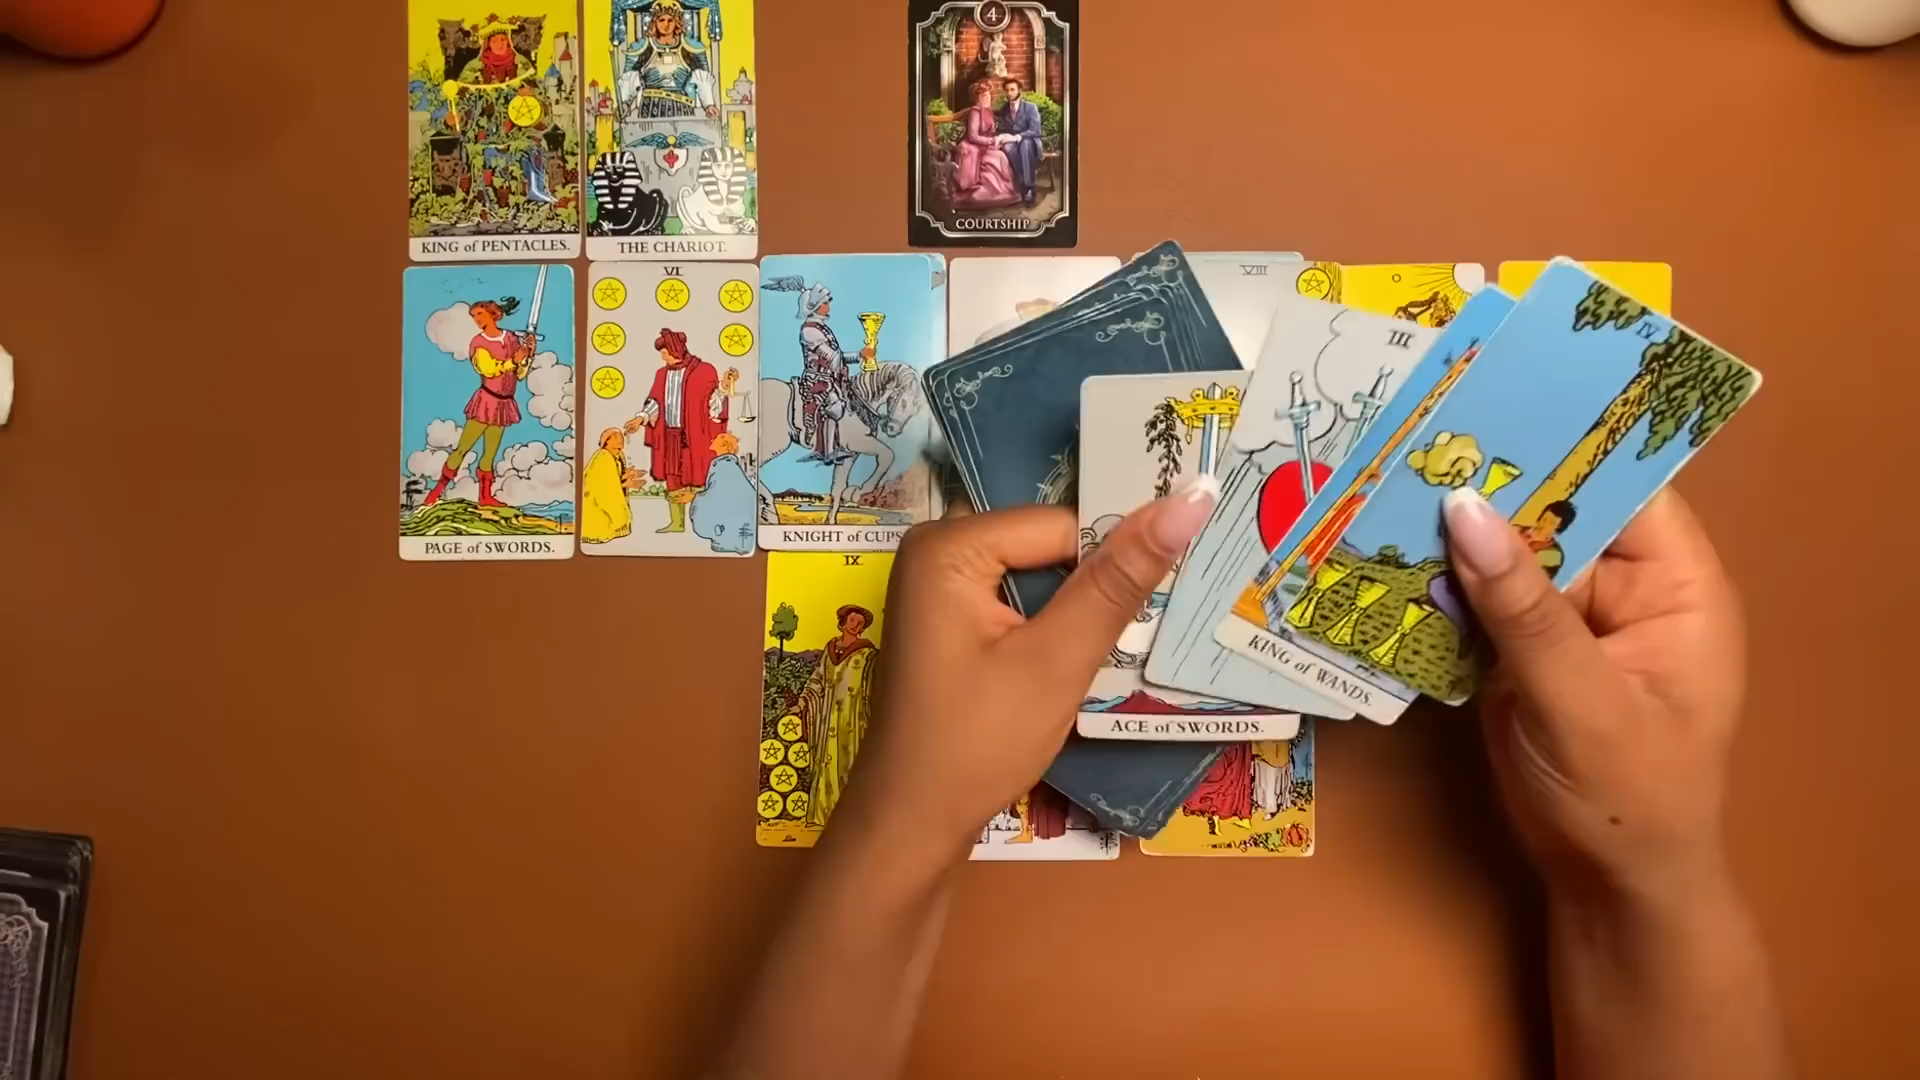 4
COURTSHIP
KING of PENTACLES.
THE CHARIOT.
VI
VIII
III
IV
PAGE of SWORDS.
KNIGHT of CUPS
IX
KING of WANDS.
ACE of SWORDS.